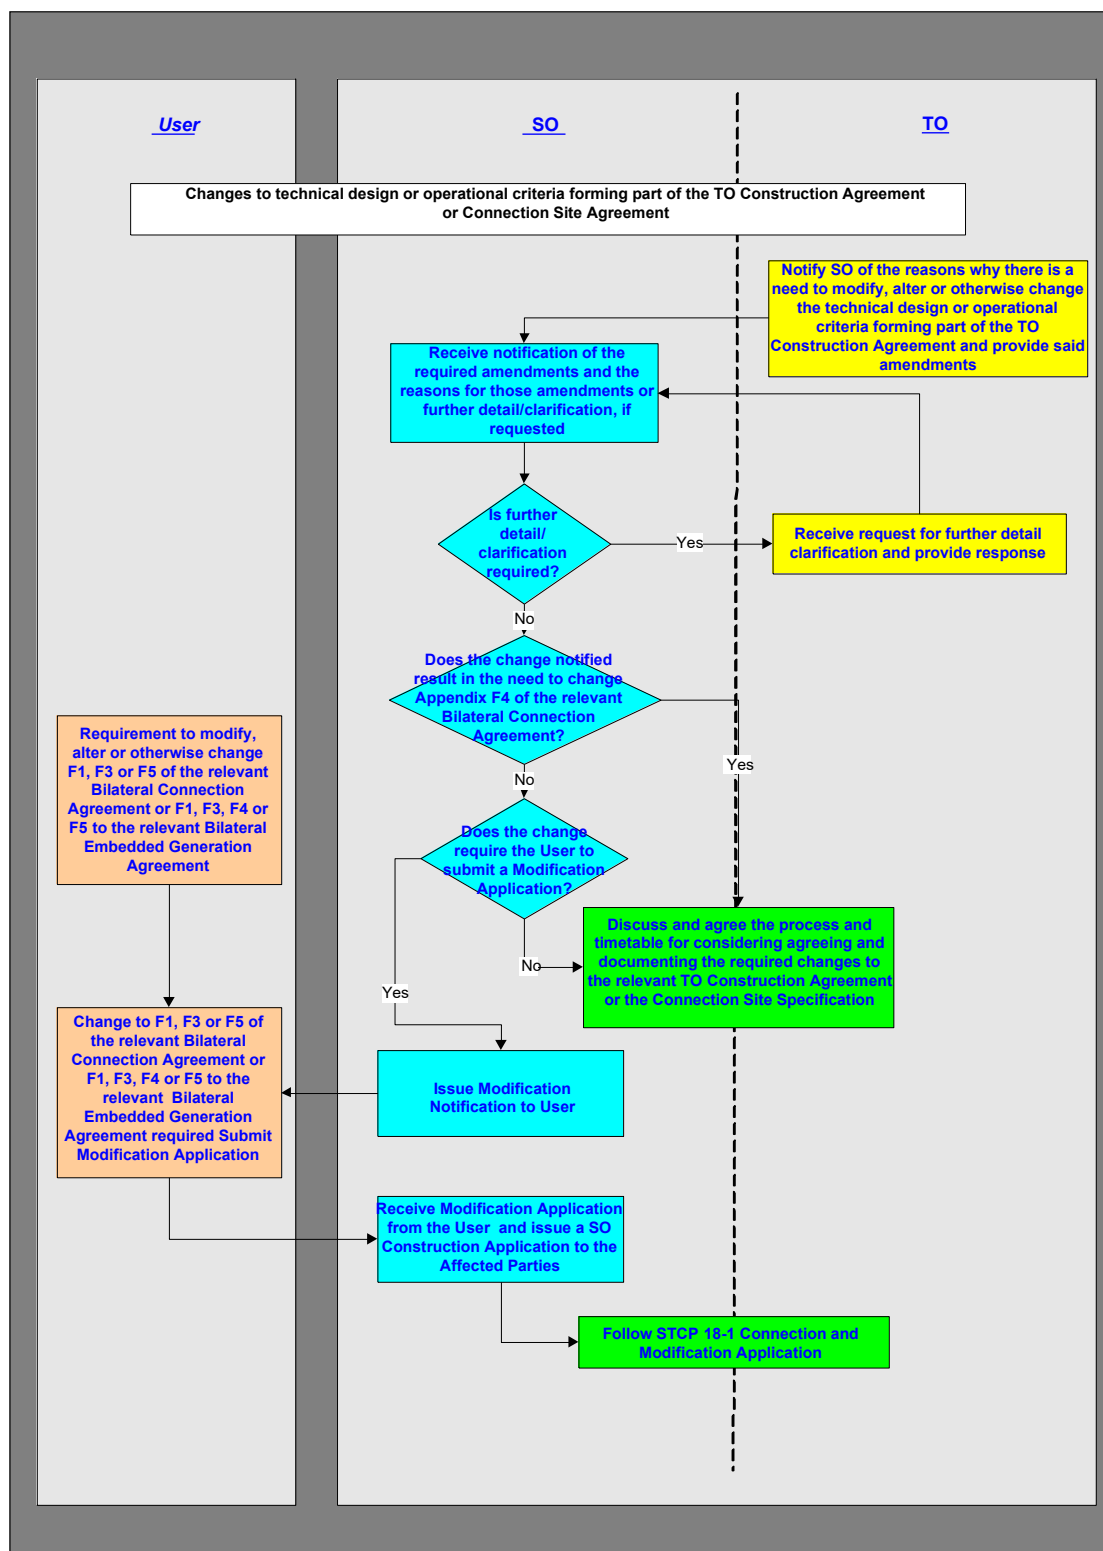 User
SO
TO
Changes to technical design or operational criteria forming part of the TO Construction Agreement
or Connection Site Agreement
Notify SO of the reasons why there is a
need to modify, alter or otherwise change
the technical design or operational
criteria forming part of the TO
Construction Agreement and provide said
amendments
Receive notification of the
required amendments and the
reasons for those amendments or
further detail/clarification, if
requested
Is further
detail/
clarification
required?
Yes
Receive request for further detail
clarification and provide response
No
Does the change notified
result in the need to change
Appendix F4 of the relevant
Bilateral Connection
Agreement?
Yes
No
Requirement to modify,
alter or otherwise change
F1, F3 or F5 of the relevant
Bilateral Connection
Agreement or F1, F3, F4 or
F5 to the relevant Bilateral
Embedded Generation
Agreement
Does the change
require the User to
submit a Modification
Application?
No
Yes
Discuss and agree the process and
timetable for considering agreeing and
documenting the required changes to
the relevant TO Construction Agreement
or the Connection Site Specification
Change to F1, F3 or F5 of
the relevant Bilateral
Connection Agreement or
F1, F3, F4 or F5 to the
relevant Bilateral
Embedded Generation
Agreement required Submit
Modification Application
Issue Modification
Notification to User
Receive Modification Application
from the User and issue a SO
Construction Application to the
Affected Parties
Follow STCP 18-1 Connection and
Modification Application